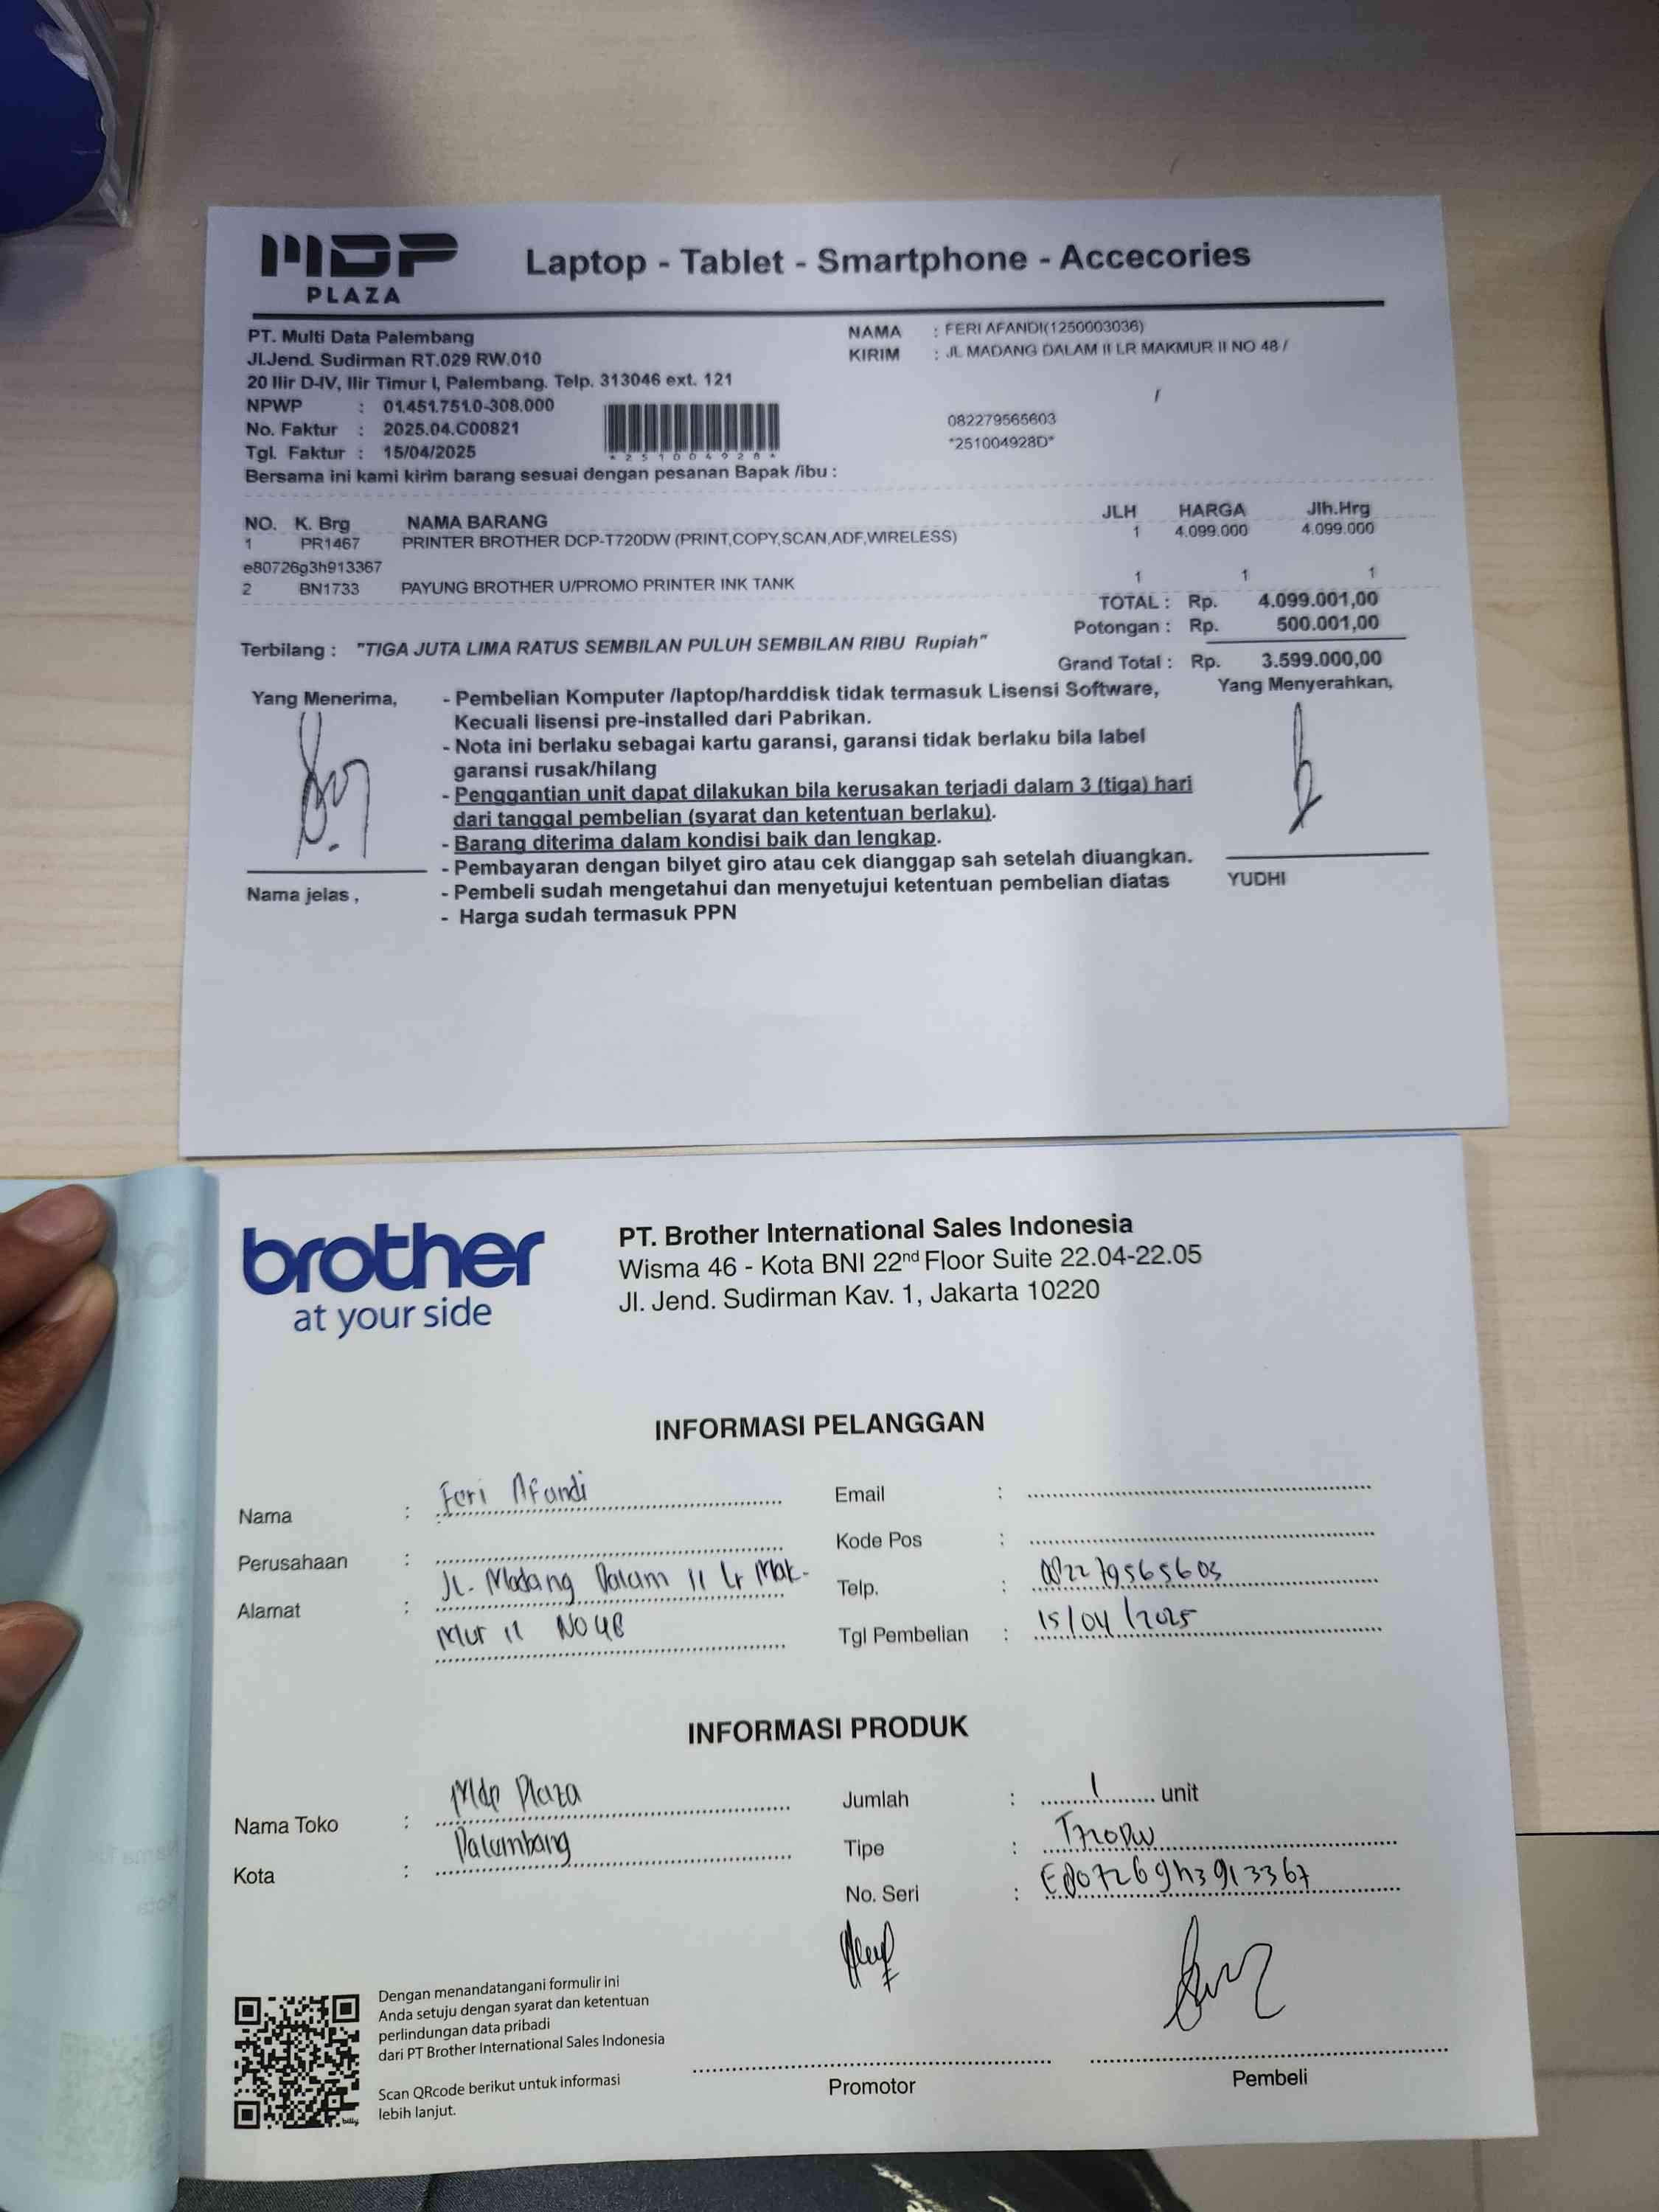 MDP
PLAZA
Laptop - Tablet - Smartphone - Accecories
PT. Multi Data Palembang
Jl.Jend. Sudirman RT.029 RW.010
20 Ilir D-IV, Ilir Timur I, Palembang. Telp. 313046 ext. 121
NPWP : 01.451.751.0-308.000
No. Faktur : 2025.04.C00821
Tgl. Faktur : 15/04/2025
NAMA : FERI AFANDI(1250003036)
KIRIM : JL MADANG DALAM II LR MAKMUR II NO 48 /
/
082279565603
*251004928D*
*251004928*
Bersama ini kami kirim barang sesuai dengan pesanan Bapak /ibu :
NO. K. Brg NAMA BARANG JLH HARGA Jlh.Hrg
1 PR1467 PRINTER BROTHER DCP-T720DW (PRINT,COPY,SCAN,ADF,WIRELESS) 1 4.099.000 4.099.000
e80726g3h913367
2 BN1733 PAYUNG BROTHER U/PROMO PRINTER INK TANK 1 1 1
TOTAL : Rp. 4.099.001,00
Potongan : Rp. 500.001,00
Terbilang : "TIGA JUTA LIMA RATUS SEMBILAN PULUH SEMBILAN RIBU Rupiah"
Grand Total : Rp. 3.599.000,00
Yang Menerima,
Yang Menyerahkan,
- Pembelian Komputer /laptop/harddisk tidak termasuk Lisensi Software,
Kecuali lisensi pre-installed dari Pabrikan.
- Nota ini berlaku sebagai kartu garansi, garansi tidak berlaku bila label
garansi rusak/hilang
- Penggantian unit dapat dilakukan bila kerusakan terjadi dalam 3 (tiga) hari
dari tanggal pembelian (syarat dan ketentuan berlaku).
- Barang diterima dalam kondisi baik dan lengkap.
- Pembayaran dengan bilyet giro atau cek dianggap sah setelah diuangkan.
- Pembeli sudah mengetahui dan menyetujui ketentuan pembelian diatas
- Harga sudah termasuk PPN
Nama jelas ,
YUDHI
brother
at your side
PT. Brother International Sales Indonesia
Wisma 46 - Kota BNI 22nd Floor Suite 22.04-22.05
Jl. Jend. Sudirman Kav. 1, Jakarta 10220
INFORMASI PELANGGAN
Nama : Feri Afandi
Perusahaan :
Alamat : JL. Madang Dalam II Lr Mak-
mur II NO 48
Email :
Kode Pos :
Telp. : 082279565603
Tgl Pembelian : 15/04/2025
INFORMASI PRODUK
Nama Toko : Mdp Plaza
Kota : Palembang
Jumlah : 1 unit
Tipe : T720DW
No. Seri : E80726gh3913367
Dengan menandatangani formulir ini
Anda setuju dengan syarat dan ketentuan
perlindungan data pribadi
dari PT Brother International Sales Indonesia
Scan QRcode berikut untuk informasi
lebih lanjut.
Promotor
Pembeli